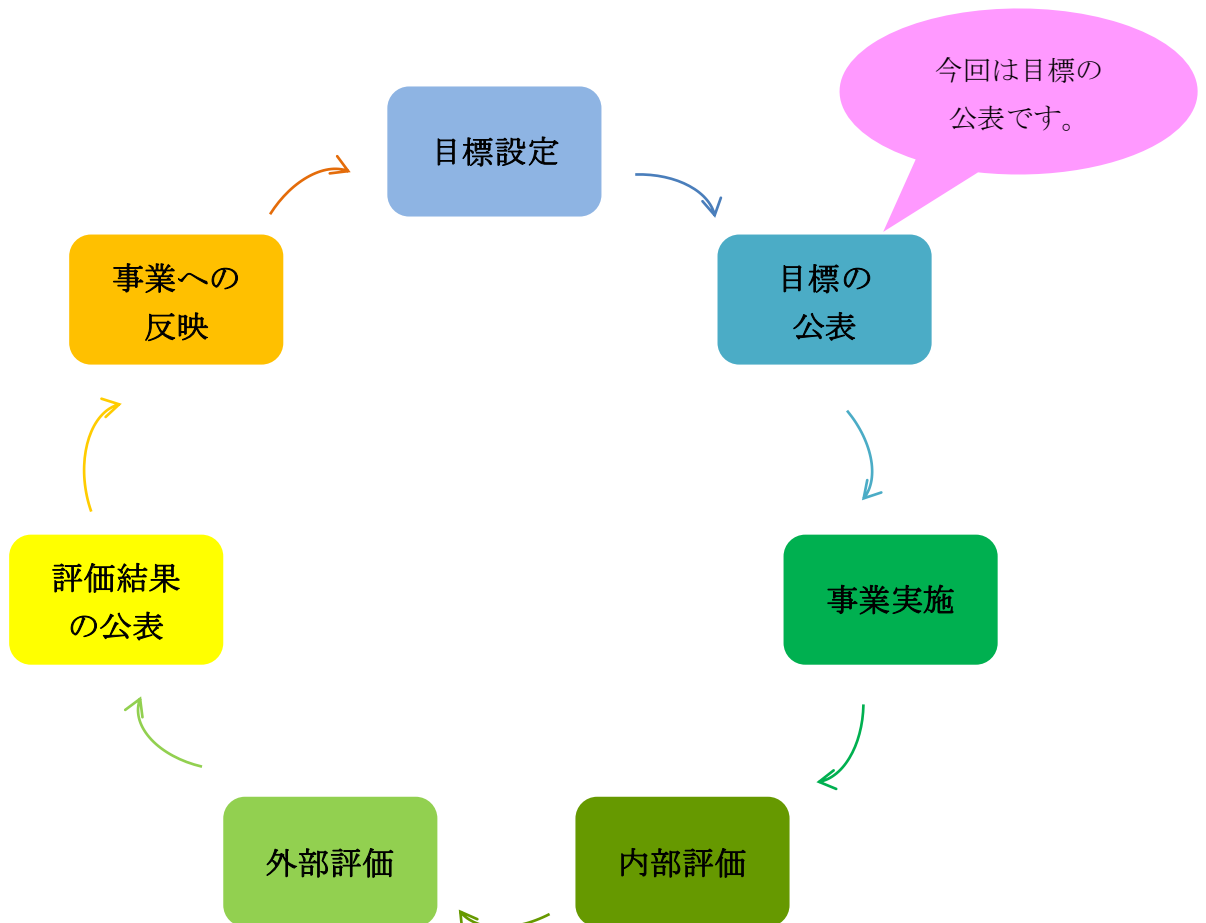 今回は目標の
公表です。
目標設定
目標の
公表
事業実施
内部評価
外部評価
評価結果
の公表
事業への
反映